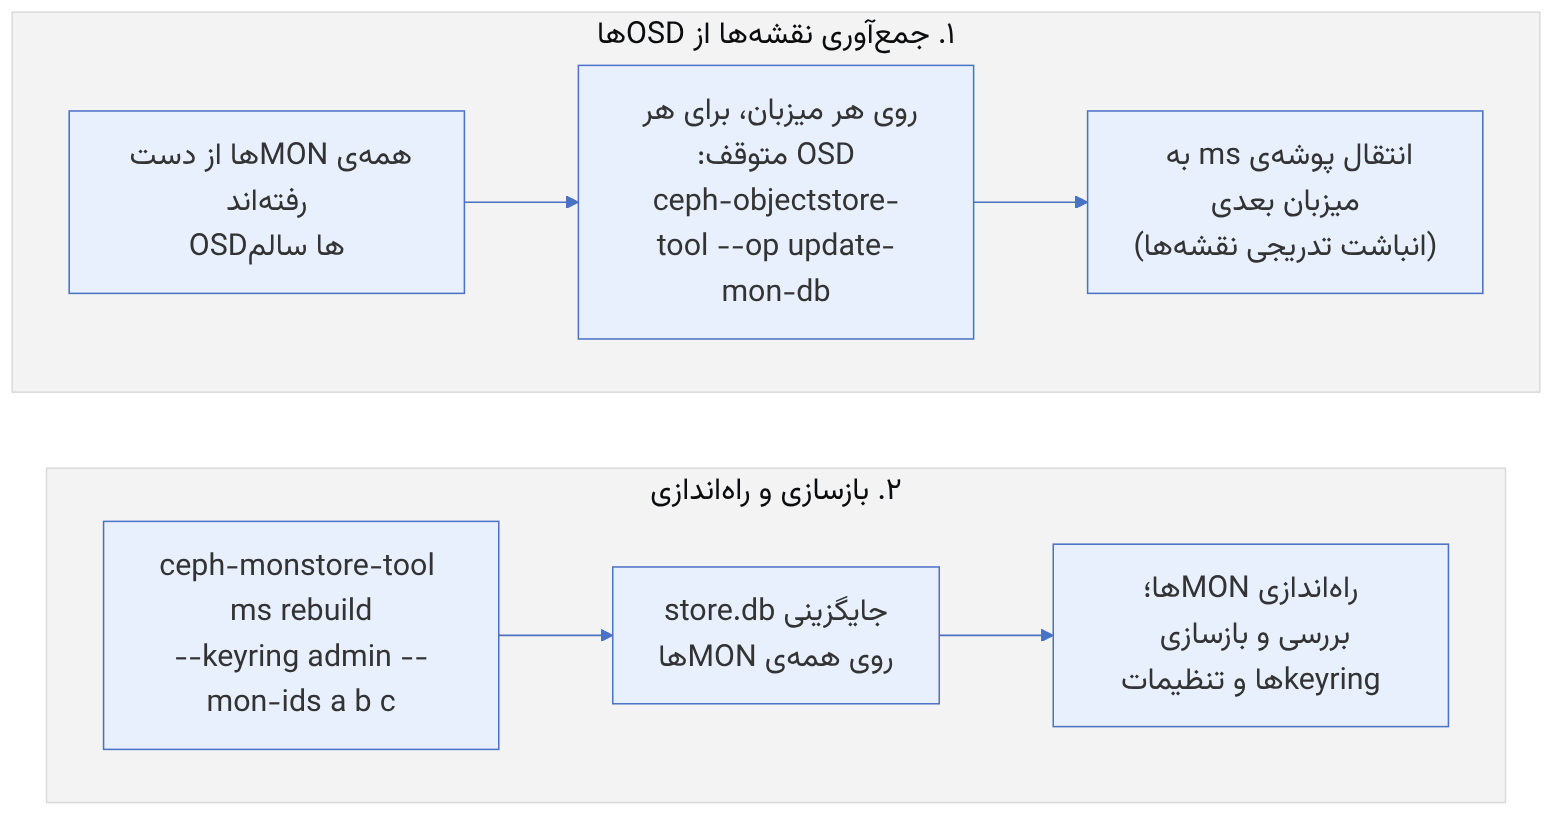 ۱. جمع‌آوری نقشه‌ها از OSDها
همه‌ی MONها از دست
رفته‌اند
OSDها سالم
روی هر میزبان، برای هر
OSD متوقف:
ceph-objectstore-
tool --op update-
mon-db
انتقال پوشه‌ی ms به
میزبان بعدی
(انباشت تدریجی نقشه‌ها)
۲. بازسازی و راه‌اندازی
ceph-monstore-tool
ms rebuild
--keyring admin --
mon-ids a b c
جایگزینی store.db
روی همه‌ی MONها
راه‌اندازی MONها؛
بررسی و بازسازی
keyringها و تنظیمات